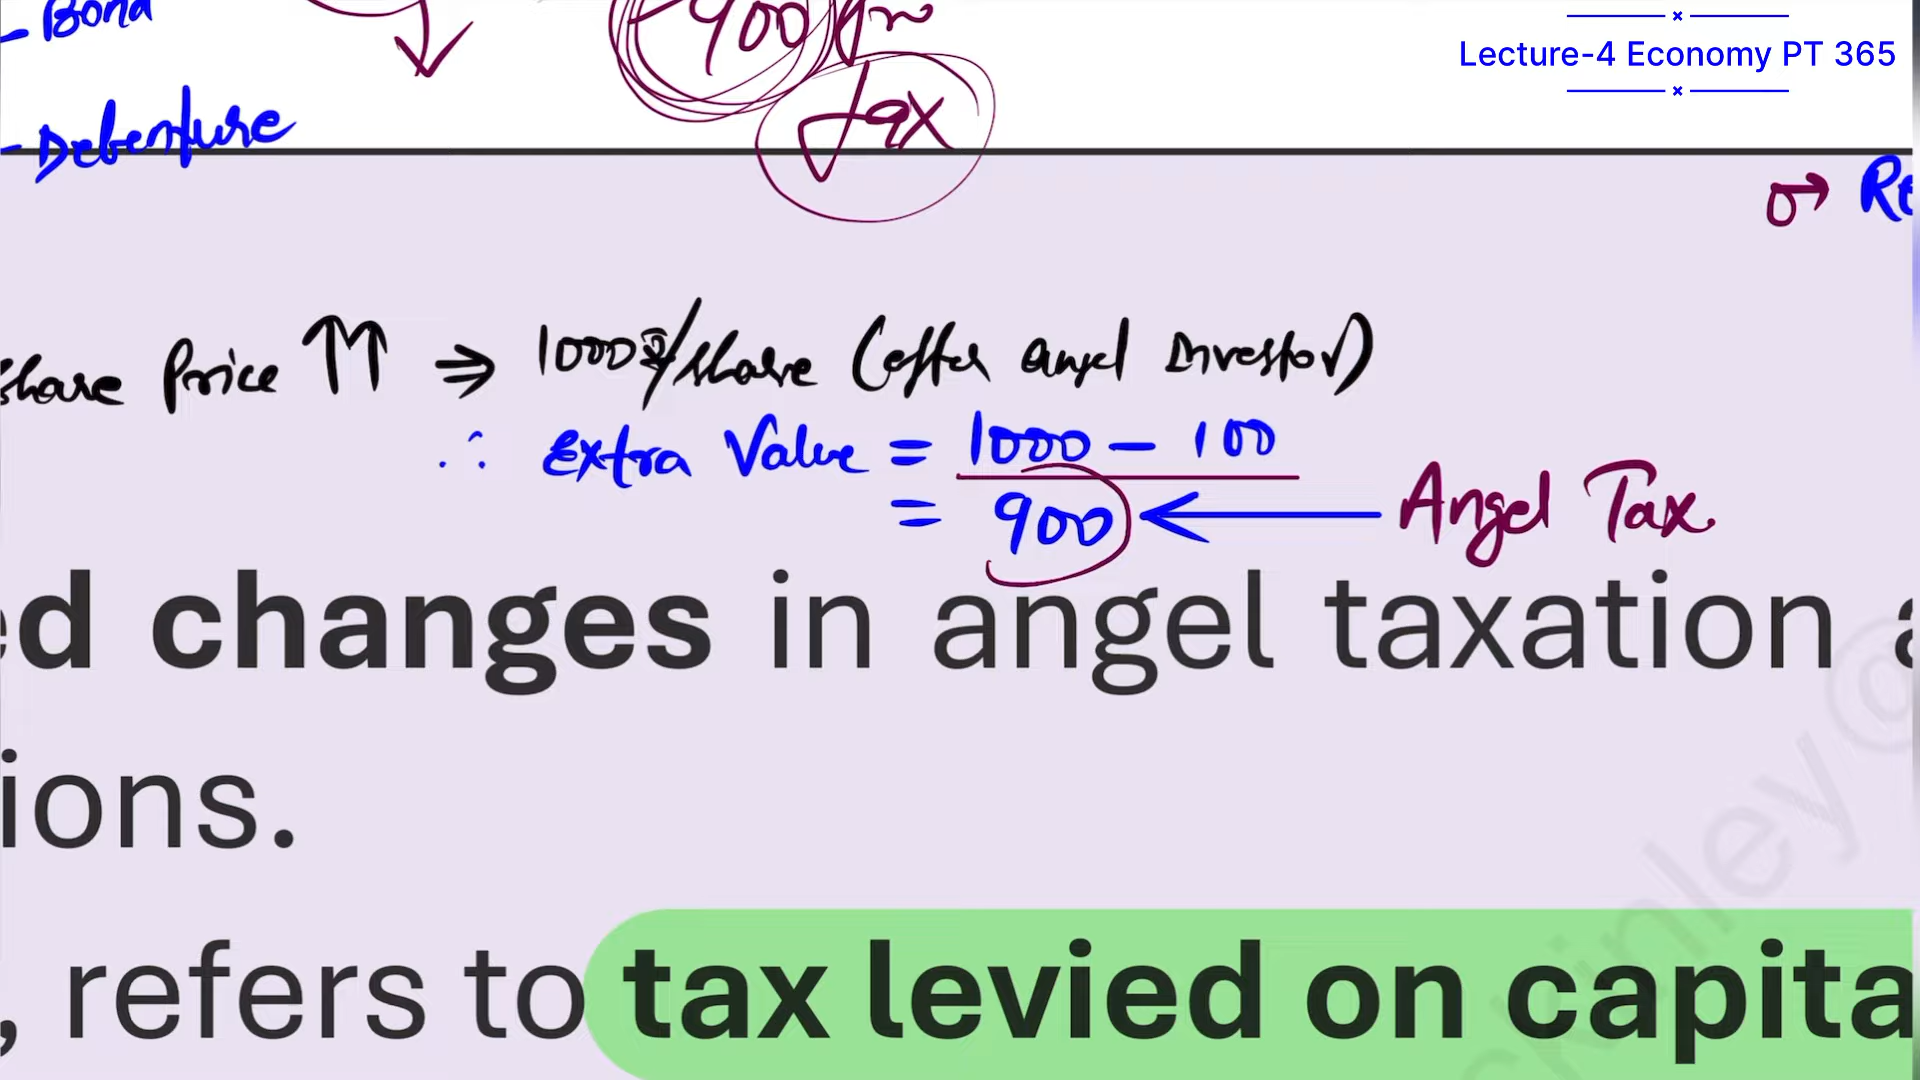 - Bond
900
Lecture-4 Economy PT 365
Tax
- Debenture
Share Price ↑↑ ⇒ 1000₹/share (offer angel Investor)
∴ Extra Value = 1000 - 100
= 900 ← Angel Tax
ed changes in angel taxation a
ions.
, refers to tax levied on capita